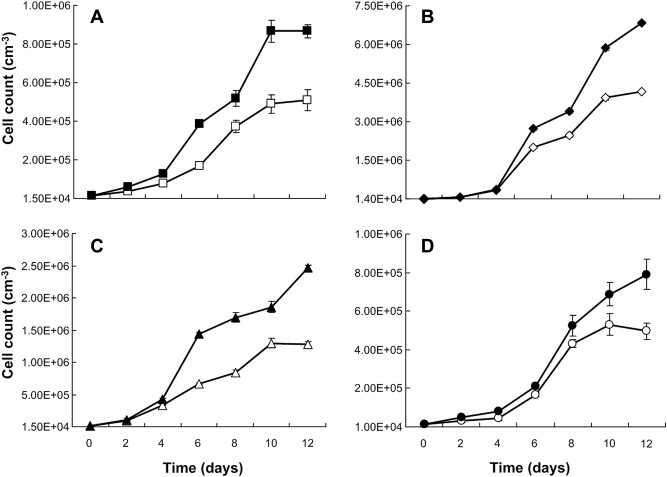 A
Cell count (cm-3)
1.00E+06
8.00E+05
6.00E+05
4.00E+05
2.00E+05
1.50E+04
B
7.50E+06
6.00E+06
4.50E+06
3.00E+06
1.50E+06
1.40E+04
C
Cell count (cm-3)
3.00E+06
2.50E+06
2.00E+06
1.50E+06
1.00E+06
5.00E+05
1.50E+04
0 2 4 6 8 10 12
Time (days)
D
1.00E+06
8.00E+05
6.00E+05
4.00E+05
2.00E+05
1.00E+04
0 2 4 6 8 10 12
Time (days)